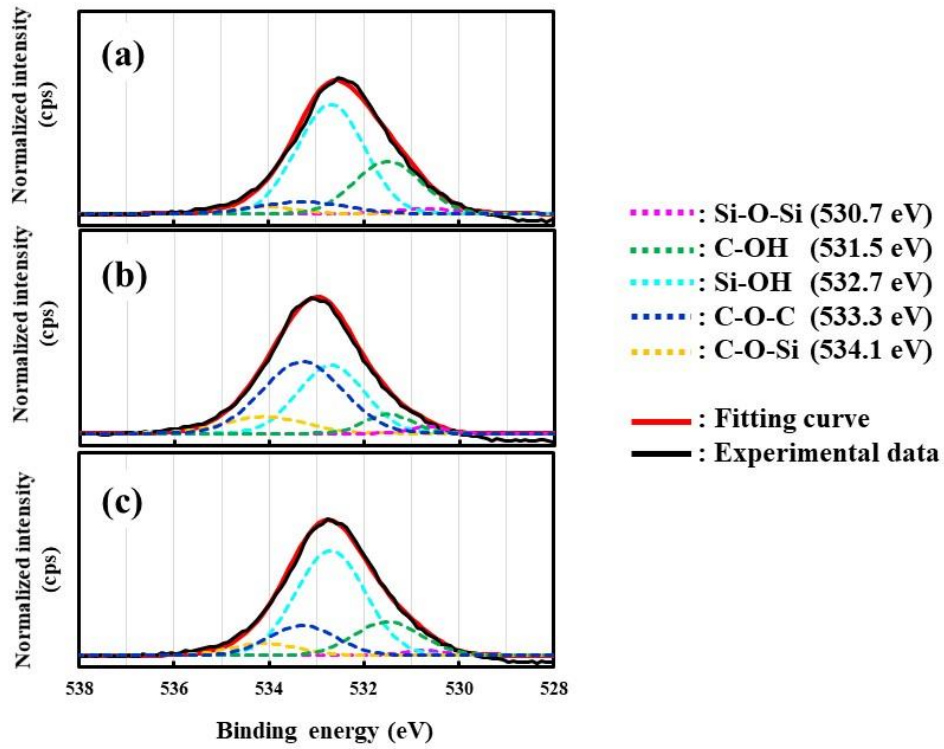 (a)
Normalized intensity
(cps)
(b)
Normalized intensity
(cps)
(c)
Normalized intensity
(cps)
538 536 534 532 530 528
Binding energy (eV)
: Si-O-Si (530.7 eV)
: C-OH (531.5 eV)
: Si-OH (532.7 eV)
: C-O-C (533.3 eV)
: C-O-Si (534.1 eV)
: Fitting curve
: Experimental data